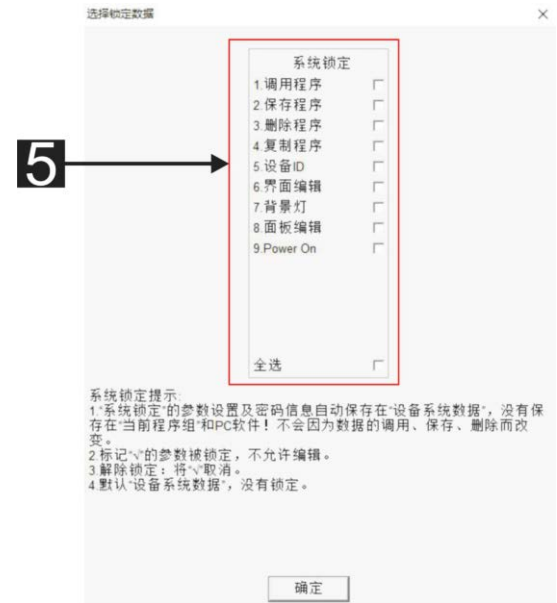 选择锁定数据
系统锁定
1.调用程序
2.保存程序
3.删除程序
4.复制程序
5
5.设备ID
6.界面编辑
7.背景灯
8.面板编辑
9.Power On
全选
系统锁定提示:
1.“系统锁定”的参数设置及密码信息自动保存在“设备系统数据”，没有保
存在“当前程序组”和PC软件！不会因为数据的调用、保存、删除而改
变。
2.标记“√”的参数被锁定，不允许编辑。
3.解除锁定：将“√”取消。
4.默认“设备系统数据”，没有锁定。
确定